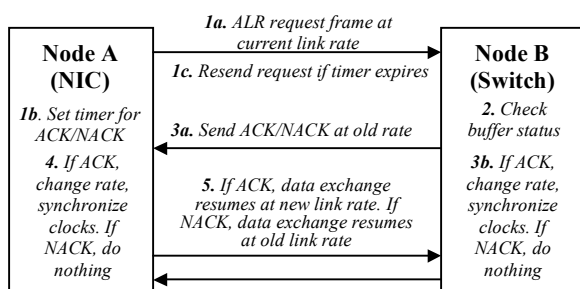 Node A
(NIC)
1b. Set timer for
ACK/NACK
4. If ACK,
change rate,
synchronize
clocks. If
NACK, do
nothing
1a. ALR request frame at
current link rate
1c. Resend request if timer expires
3a. Send ACK/NACK at old rate
5. If ACK, data exchange
resumes at new link rate. If
NACK, data exchange resumes
at old link rate
Node B
(Switch)
2. Check
buffer status
3b. If ACK,
change rate,
synchronize
clocks. If
NACK, do
nothing